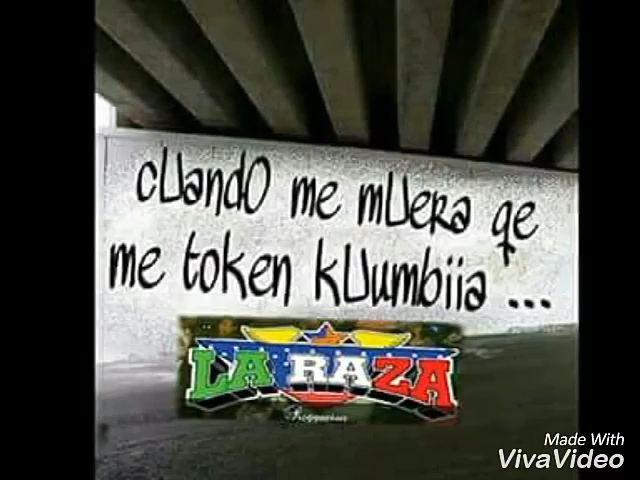 cUandO me mUeRa qe
me token kUumbiia ...
LA RAZA
Made With
VivaVideo